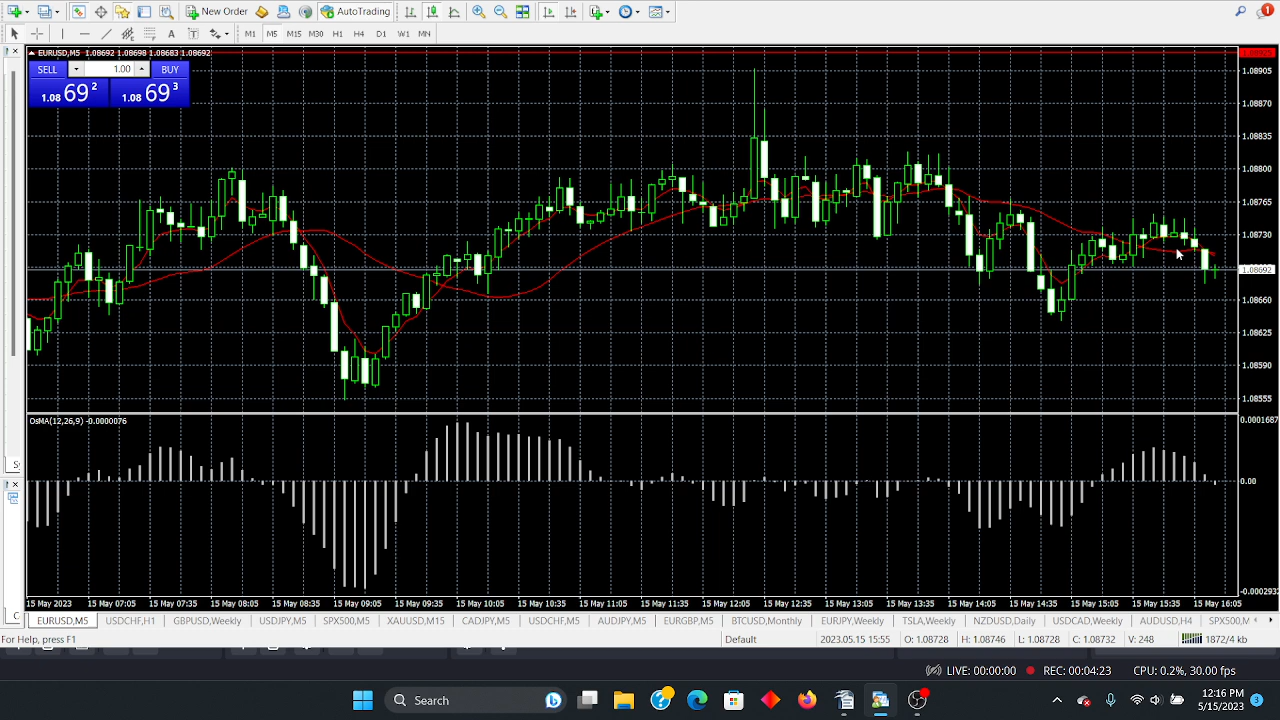 New Order AutoTrading
A T M1 M5 M15 M30 H1 H4 D1 W1 MN
EURUSD,M5 1.08692 1.08698 1.08683 1.08692
SELL 1.00 BUY
1.08 69 2 1.08 69 3
1.08905
1.08870
1.08835
1.08800
1.08765
1.08730
1.08692
1.08660
1.08625
1.08590
1.08555
OsMA(12,26,9) -0.0000076
0.0001687
0.00
-0.0002932
15 May 2023 15 May 07:05 15 May 07:35 15 May 08:05 15 May 08:35 15 May 09:05 15 May 09:35 15 May 10:05 15 May 10:35 15 May 11:05 15 May 11:35 15 May 12:05 15 May 12:35 15 May 13:05 15 May 13:35 15 May 14:05 15 May 14:35 15 May 15:05 15 May 15:35 15 May 16:05
EURUSD,M5 USDCHF,H1 GBPUSD,Weekly USDJPY,M5 SPX500,M5 XAUUSD,M15 CADJPY,M5 USDCHF,M5 AUDJPY,M5 EURGBP,M5 BTCUSD,Monthly EURJPY,Weekly TSLA,Weekly NZDUSD,Daily USDCAD,Weekly AUDUSD,H4 SPX500,M
For Help, press F1 Default 2023.05.15 15:55 O: 1.08728 H: 1.08746 L: 1.08728 C: 1.08732 V: 248 1872/4 kb
LIVE: 00:00:00 REC: 00:04:23 CPU: 0.2%, 30.00 fps
Search 12:16 PM
5/15/2023